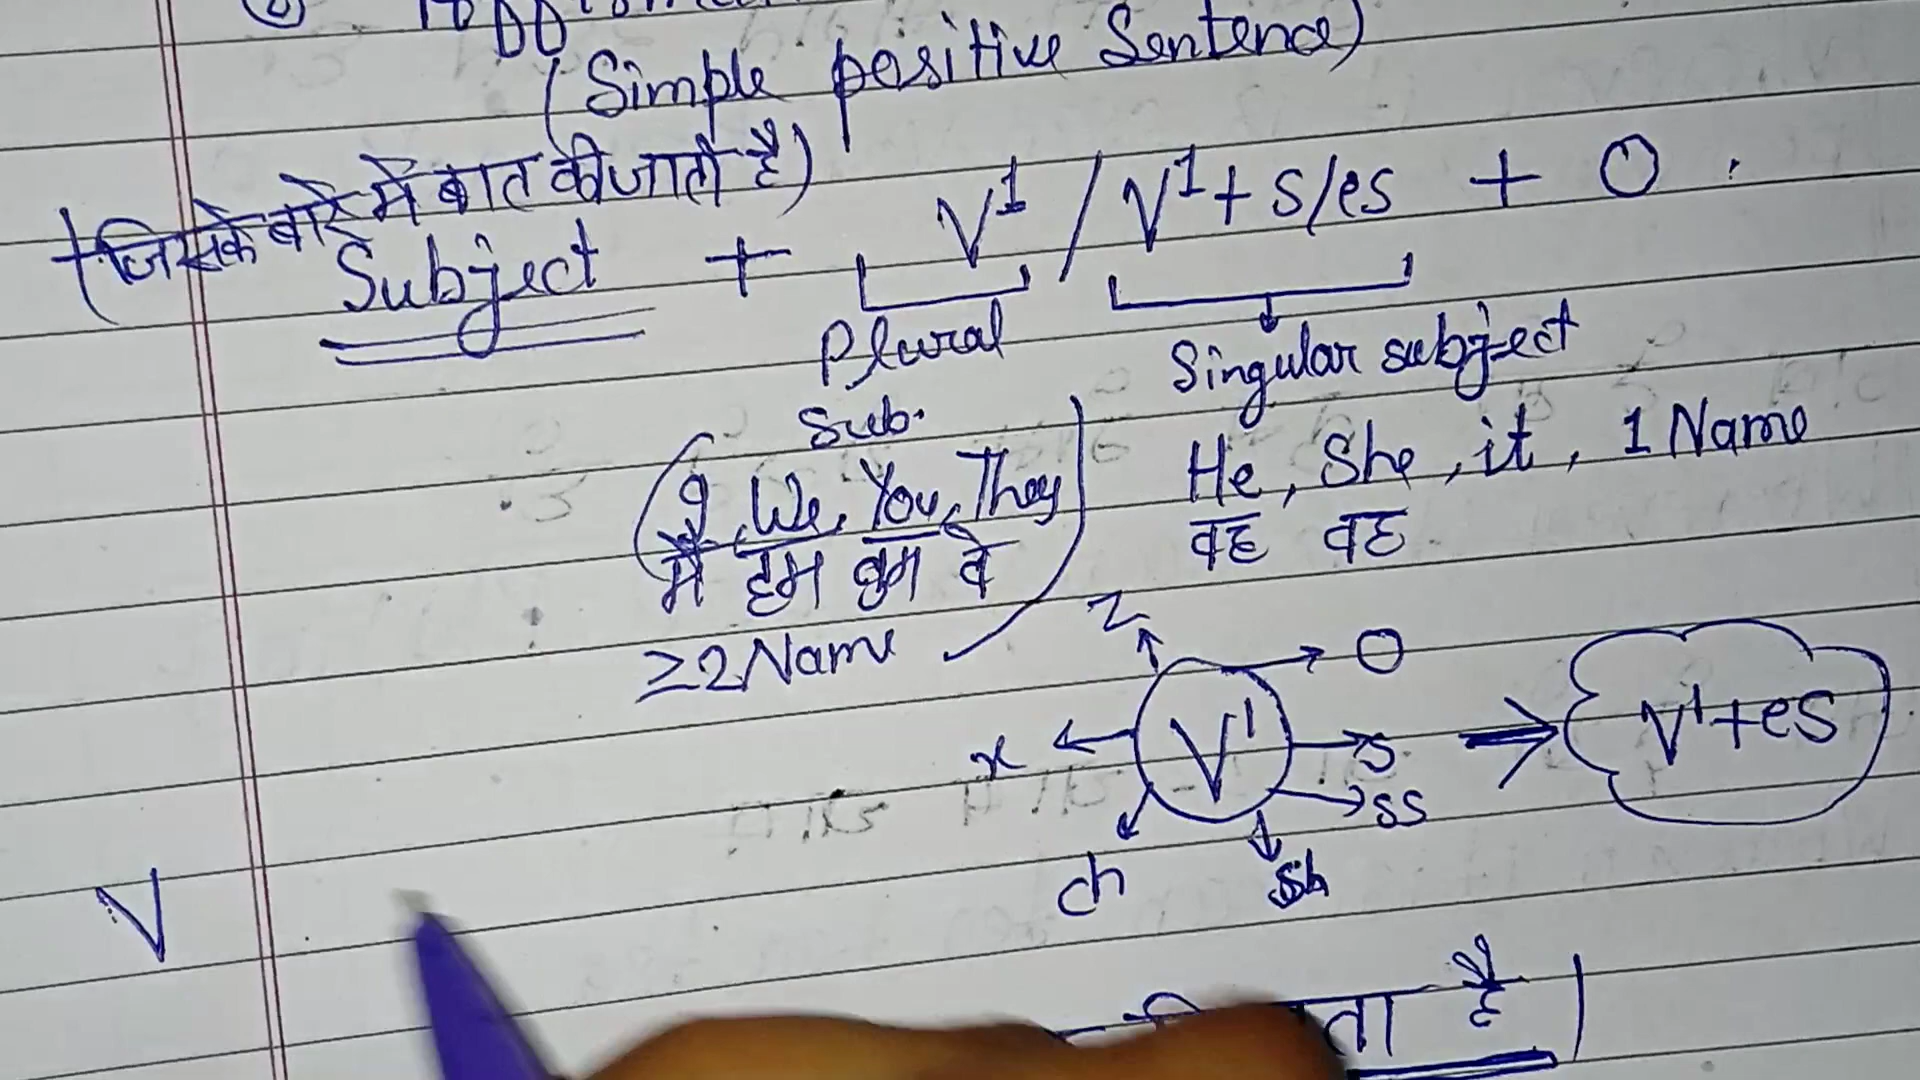 (Simple positive Sentence)
(जिसके बारे में बात की जाती है)
Subject + V¹ / V¹ + s/es + O .
Plural Sub.
Singular subject
(I, We, You, They)
मैं हम तुम वे
≥2 Name
He, She, it, 1 Name
वह वह
z
O
x
V¹
s
ss
ch
sh
⇒ V¹+es
V
ता है।